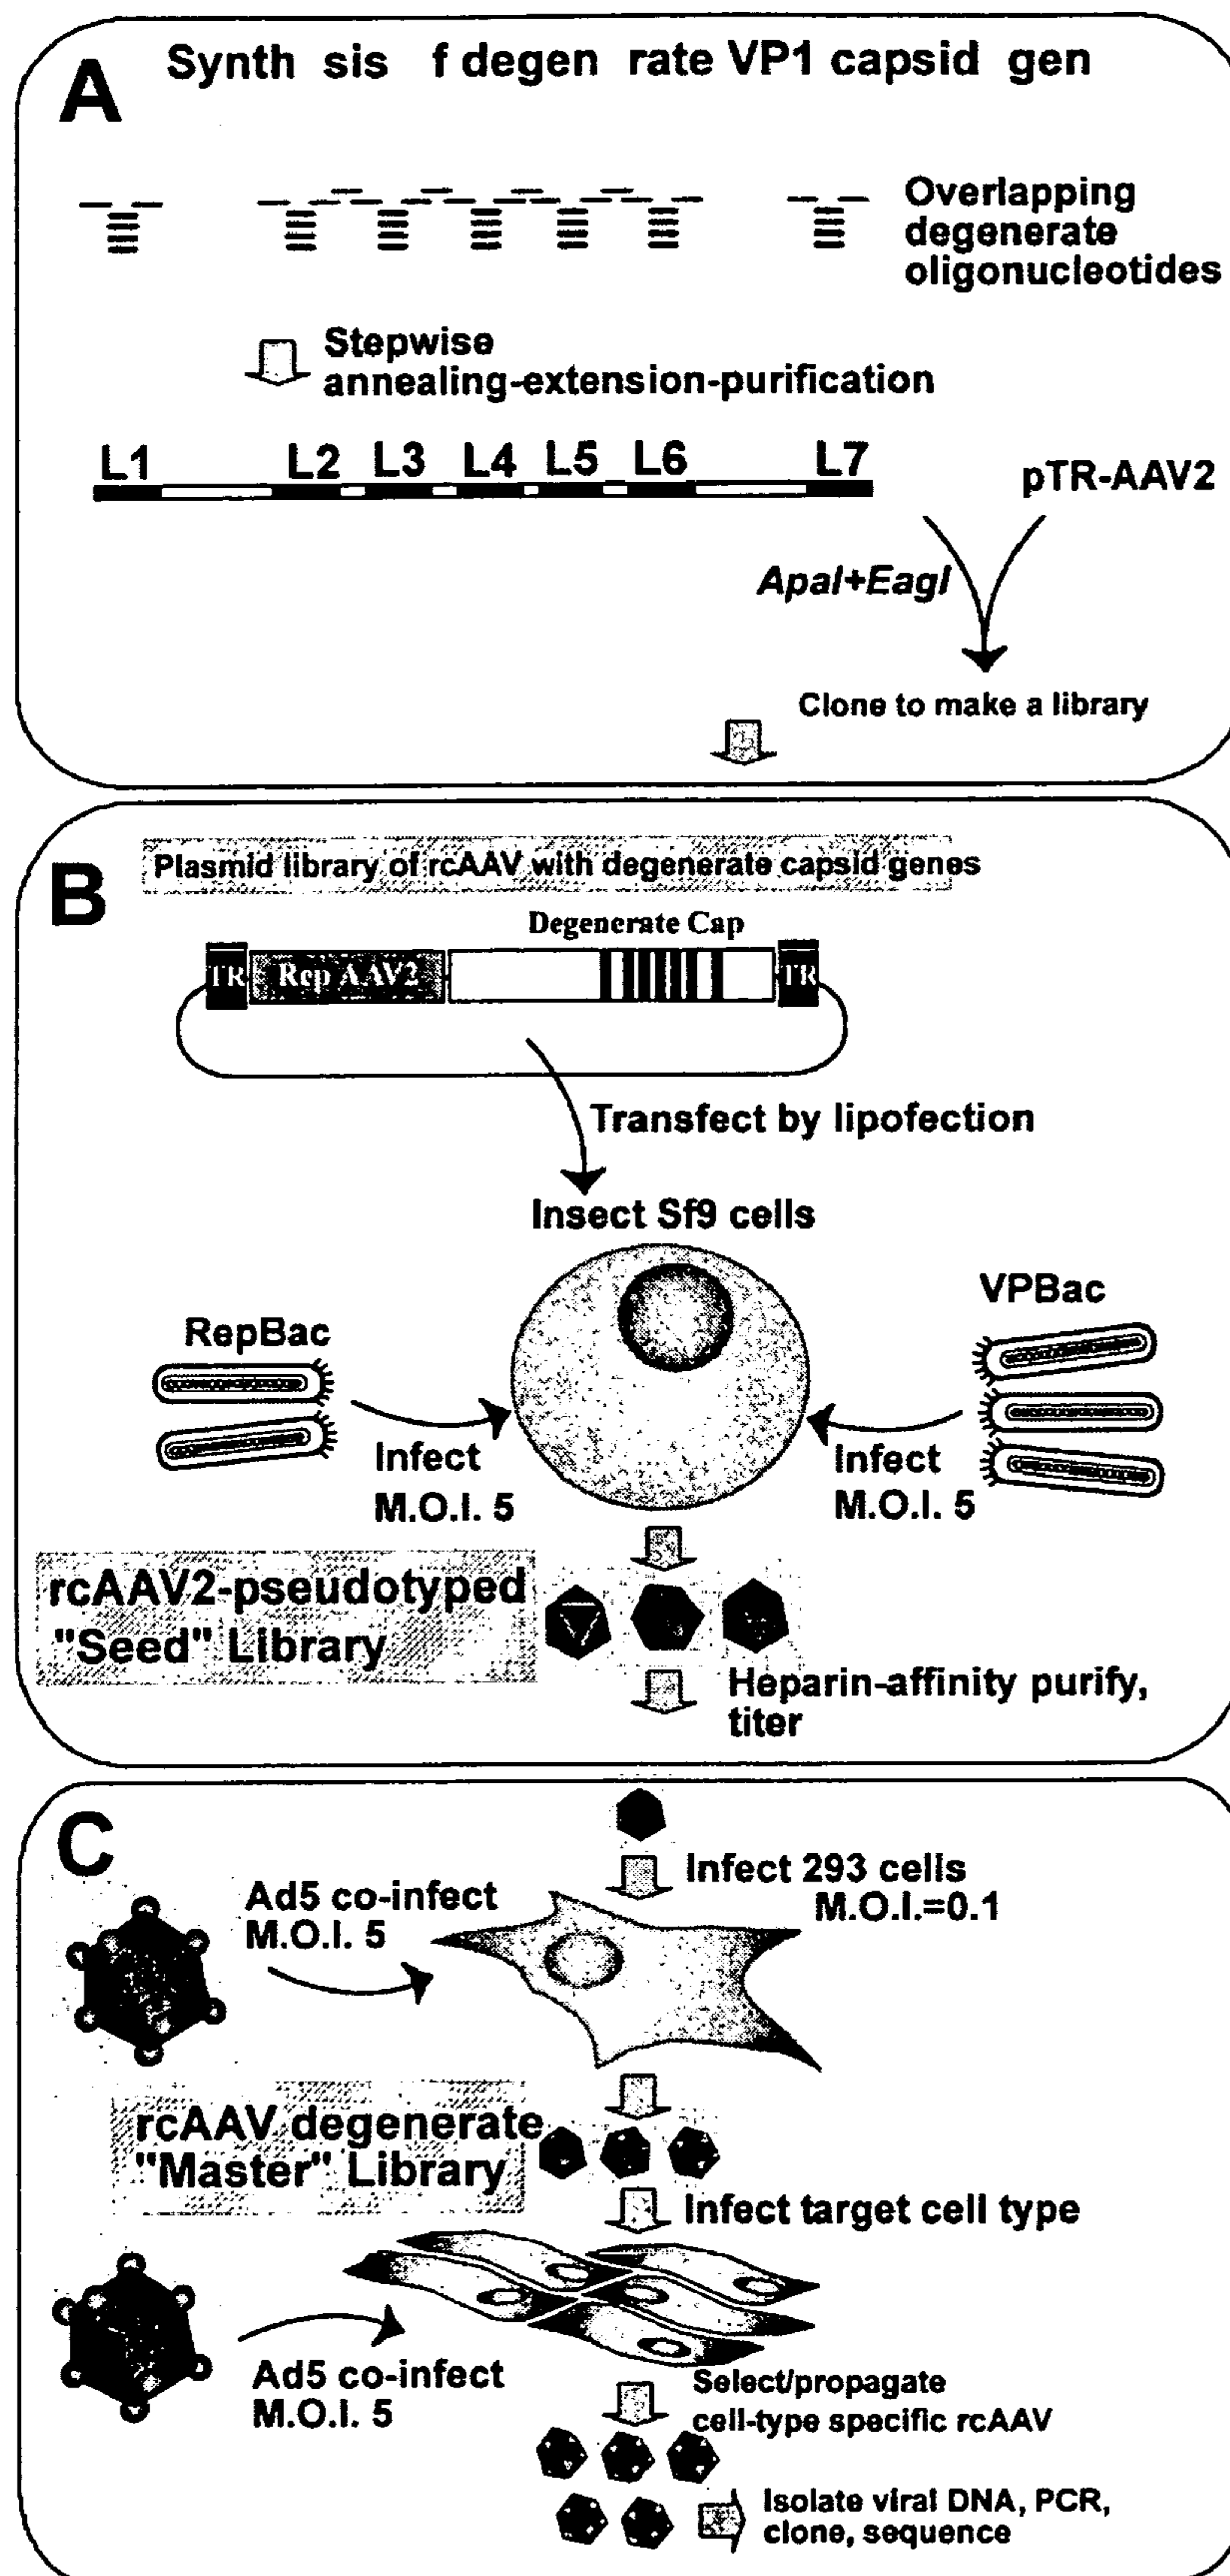 A
Synth sis f degen rate VP1 capsid gen
Overlapping
degenerate
oligonucleotides
Stepwise
annealing-extension-purification
L1 L2 L3 L4 L5 L6 L7
pTR-AAV2
ApaI+EagI
Clone to make a library
B
Plasmid library of rcAAV with degenerate capsid genes
Degenerate Cap
TR Rep AAV2 TR
Transfect by lipofection
Insect Sf9 cells
RepBac
VPBac
Infect
M.O.I. 5
Infect
M.O.I. 5
rcAAV2-pseudotyped
"Seed" Library
Heparin-affinity purify,
titer
C
Infect 293 cells
M.O.I.=0.1
Ad5 co-infect
M.O.I. 5
rcAAV degenerate
"Master" Library
Infect target cell type
Ad5 co-infect
M.O.I. 5
Select/propagate
cell-type specific rcAAV
Isolate viral DNA, PCR,
clone, sequence